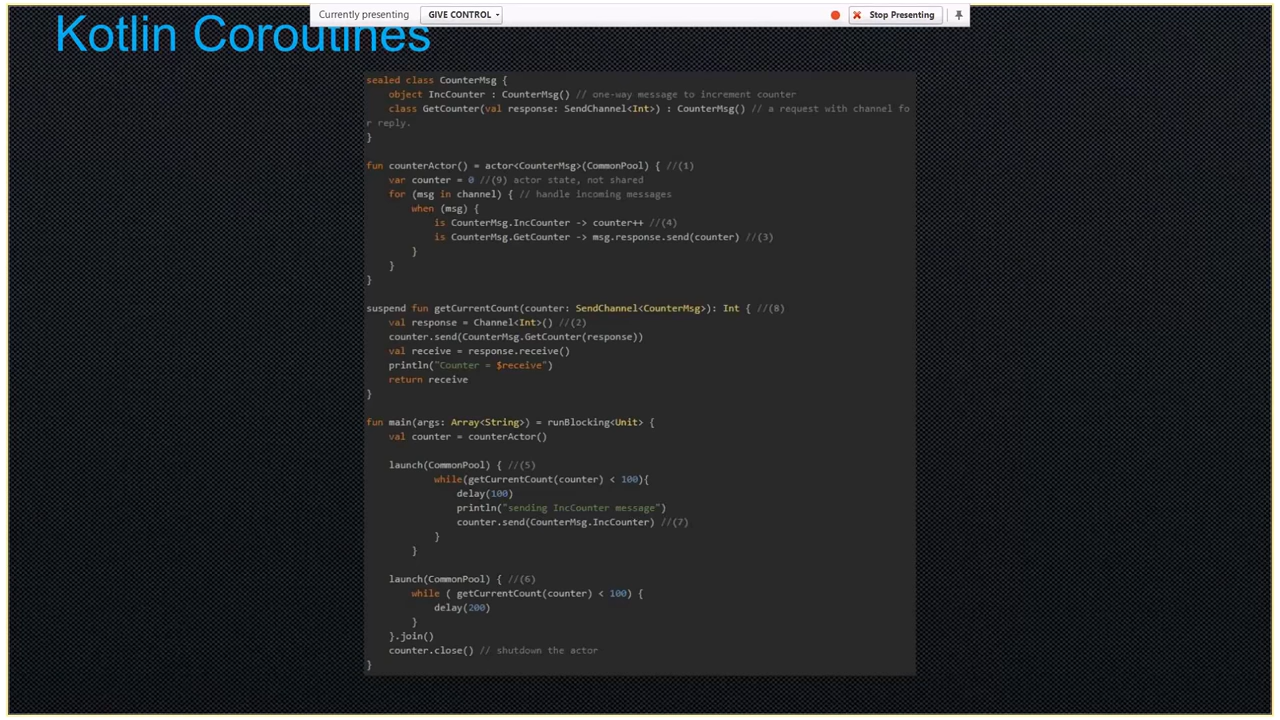 Currently presenting GIVE CONTROL Stop Presenting
Kotlin Coroutines
sealed class CounterMsg {
    object IncCounter : CounterMsg() // one-way message to increment counter
    class GetCounter(val response: SendChannel<Int>) : CounterMsg() // a request with channel fo
r reply.
}
fun counterActor() = actor<CounterMsg>(CommonPool) { //(1)
    var counter = 0 //(9) actor state, not shared
    for (msg in channel) { // handle incoming messages
        when (msg) {
            is CounterMsg.IncCounter -> counter++ //(4)
            is CounterMsg.GetCounter -> msg.response.send(counter) //(3)
        }
    }
}
suspend fun getCurrentCount(counter: SendChannel<CounterMsg>): Int { //(8)
    val response = Channel<Int>() //(2)
    counter.send(CounterMsg.GetCounter(response))
    val receive = response.receive()
    println("Counter = $receive")
    return receive
}
fun main(args: Array<String>) = runBlocking<Unit> {
    val counter = counterActor()
    launch(CommonPool) { //(5)
            while(getCurrentCount(counter) < 100){
                delay(100)
                println("sending IncCounter message")
                counter.send(CounterMsg.IncCounter) //(7)
            }
        }
    launch(CommonPool) { //(6)
        while ( getCurrentCount(counter) < 100) {
            delay(200)
        }
    }.join()
    counter.close() // shutdown the actor
}